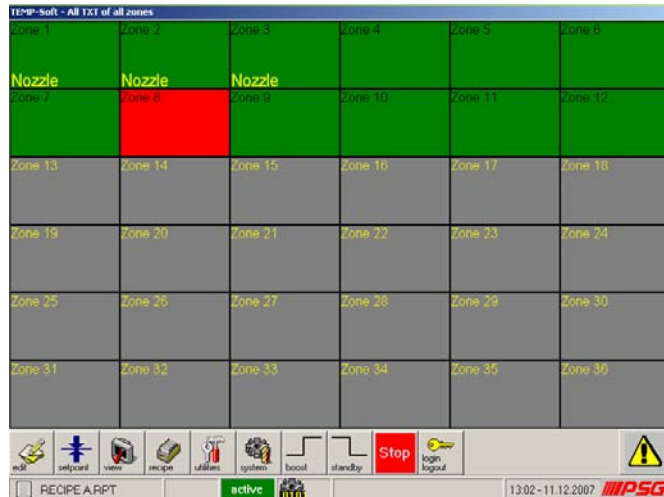 TEMP-Soft - All TXT of all zones
Zone 1 Zone 2 Zone 3 Zone 4 Zone 5 Zone 6
Nozzle Nozzle Nozzle
Zone 7 Zone 8 Zone 9 Zone 10 Zone 11 Zone 12
Zone 13 Zone 14 Zone 15 Zone 16 Zone 17 Zone 18
Zone 19 Zone 20 Zone 21 Zone 22 Zone 23 Zone 24
Zone 25 Zone 26 Zone 27 Zone 28 Zone 29 Zone 30
Zone 31 Zone 32 Zone 33 Zone 34 Zone 35 Zone 36
edit setpoint view recipe utilities system boost standby Stop login
logout
RECIPE A.RPT active 0101 13:02 - 11.12.2007 PSG